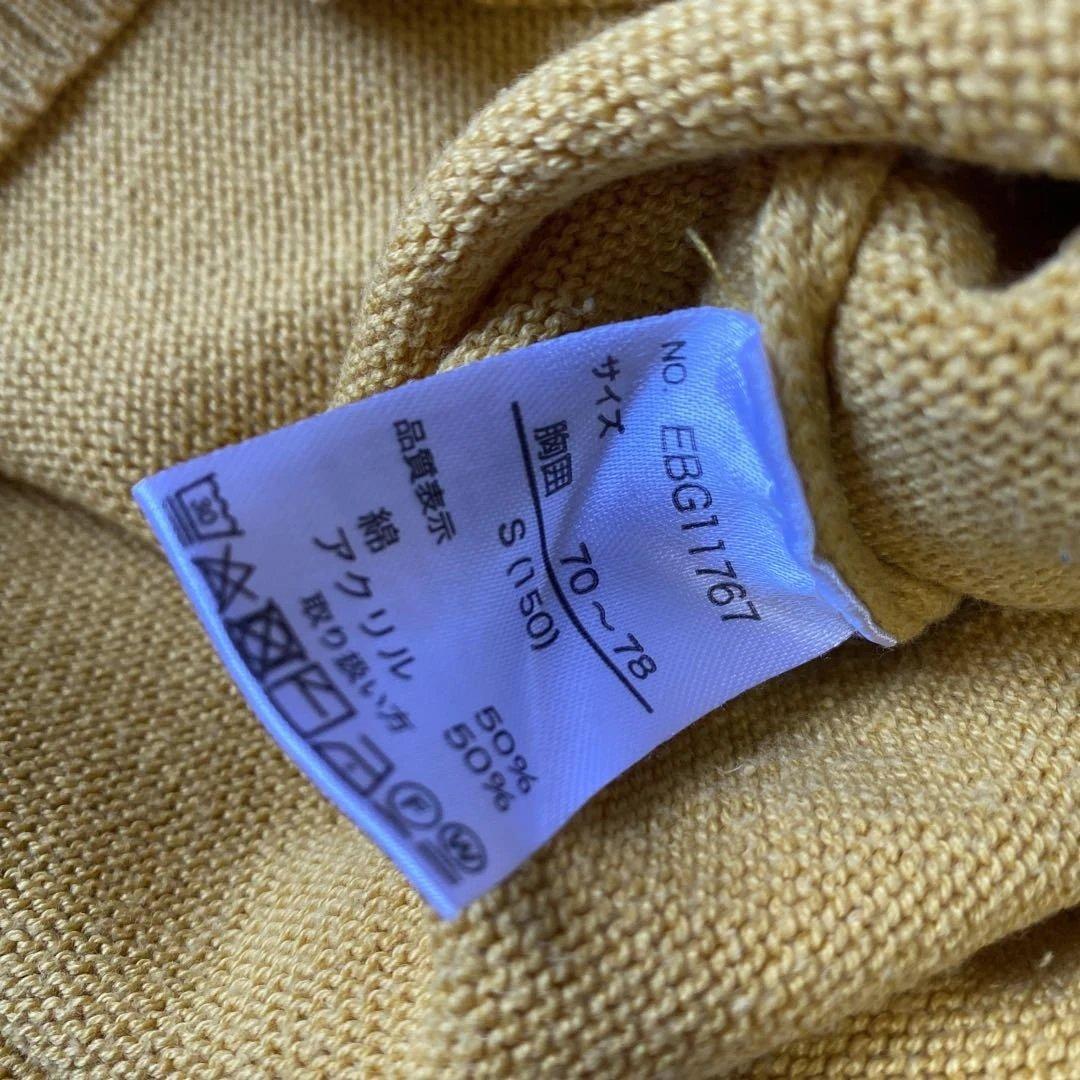 NO. EBG11767
サイズ
胸囲 70～78
S(150)
品質表示
綿 50%
アクリル 50%
取り扱い方
30
F W